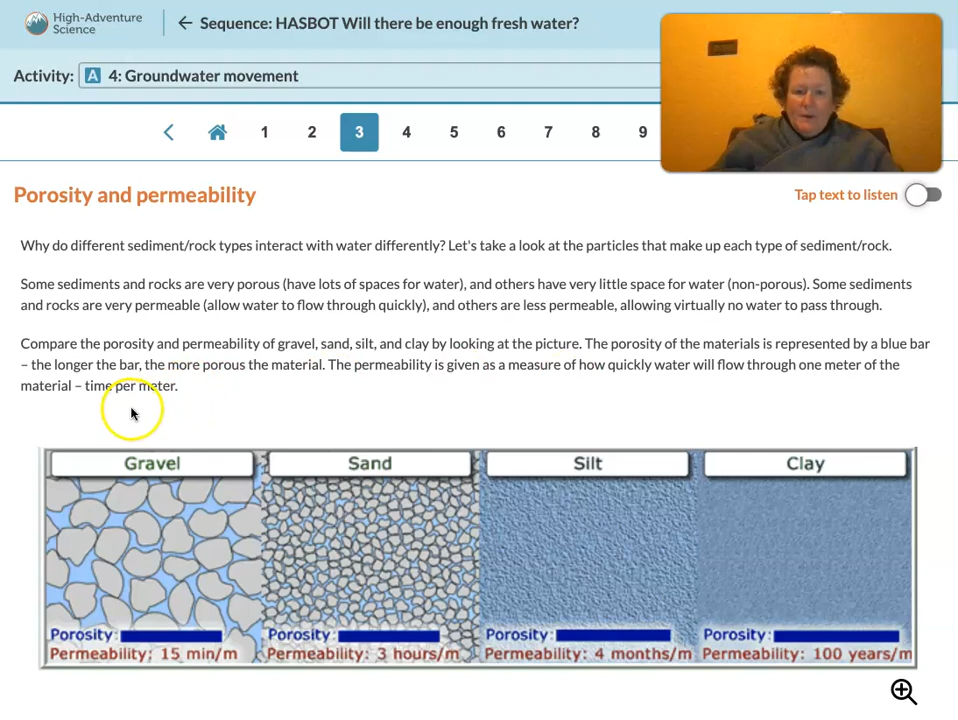 High-Adventure
Science
← Sequence: HASBOT Will there be enough fresh water?
Activity: A 4: Groundwater movement
1 2 3 4 5 6 7 8 9
Porosity and permeability
Tap text to listen
Why do different sediment/rock types interact with water differently? Let's take a look at the particles that make up each type of sediment/rock.
Some sediments and rocks are very porous (have lots of spaces for water), and others have very little space for water (non-porous). Some sediments
and rocks are very permeable (allow water to flow through quickly), and others are less permeable, allowing virtually no water to pass through.
Compare the porosity and permeability of gravel, sand, silt, and clay by looking at the picture. The porosity of the materials is represented by a blue bar
– the longer the bar, the more porous the material. The permeability is given as a measure of how quickly water will flow through one meter of the
material – time per meter.
Gravel Sand Silt Clay
Porosity: Porosity: Porosity: Porosity:
Permeability: 15 min/m Permeability: 3 hours/m Permeability: 4 months/m Permeability: 100 years/m